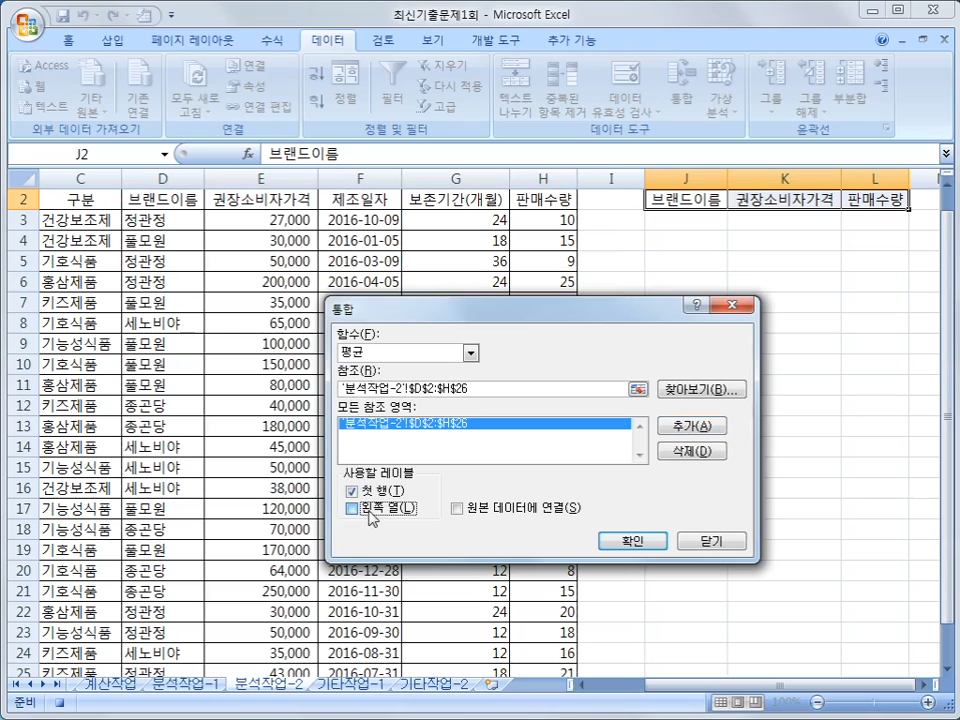 최신기출문제1회 - Microsoft Excel
홈 삽입 페이지 레이아웃 수식 데이터 검토 보기 개발 도구 추가 기능
Access
웹
텍스트
기타 원본
기존 연결
외부 데이터 가져오기
모두 새로 고침
연결
속성
연결 편집
연결
정렬
필터
지우기
다시 적용
고급
정렬 및 필터
텍스트 나누기
중복된 항목 제거
데이터 유효성 검사
통합
가상 분석
데이터 도구
그룹
그룹 해제
부분합
윤곽선
J2 fx 브랜드이름
C D E F G H I J K L
2 구분 브랜드이름 권장소비자가격 제조일자 보존기간(개월) 판매수량 브랜드이름 권장소비자가격 판매수량
3 건강보조제 정관정 27,000 2016-10-09 24 10
4 건강보조제 풀모원 30,000 2016-01-05 18 15
5 기호식품 정관정 50,000 2016-03-09 36 9
6 홍삼제품 정관정 200,000 2016-04-05 24 25
7 키즈제품 풀모원 35,000
8 기호식품 세노비야 65,000
9 기능성식품 풀모원 100,000
10 기호식품 풀모원 150,000
11 홍삼제품 풀모원 80,000
12 키즈제품 종곤당 40,000
13 홍삼제품 종곤당 180,000
14 홍삼제품 세노비야 45,000
15 기능성식품 세노비야 50,000
16 건강보조제 세노비야 38,000
17 기능성식품 풀모원 120,000
18 기능성식품 종곤당 70,000
19 기호식품 풀모원 170,000
20 기호식품 종곤당 64,000 2016-12-28 12 8
21 기호식품 종곤당 250,000 2016-11-30 12 15
22 홍삼제품 정관정 30,000 2016-10-31 24 20
23 기능성식품 정관정 50,000 2016-09-30 12 18
24 키즈제품 세노비야 35,000 2016-08-31 12 16
25 키즈제품 정관정 43,000 2016-07-31 18 21
통합
함수(F):
평균
참조(R):
'분석작업-2'!$D$2:$H$26
찾아보기(B)...
모든 참조 영역:
'분석작업-2'!$D$2:$H$26
추가(A)
삭제(D)
사용할 레이블
첫 행(T)
왼쪽 열(L)
원본 데이터에 연결(S)
확인
닫기
계산작업 분석작업-1 분석작업-2 기타작업-1 기타작업-2
준비
100%